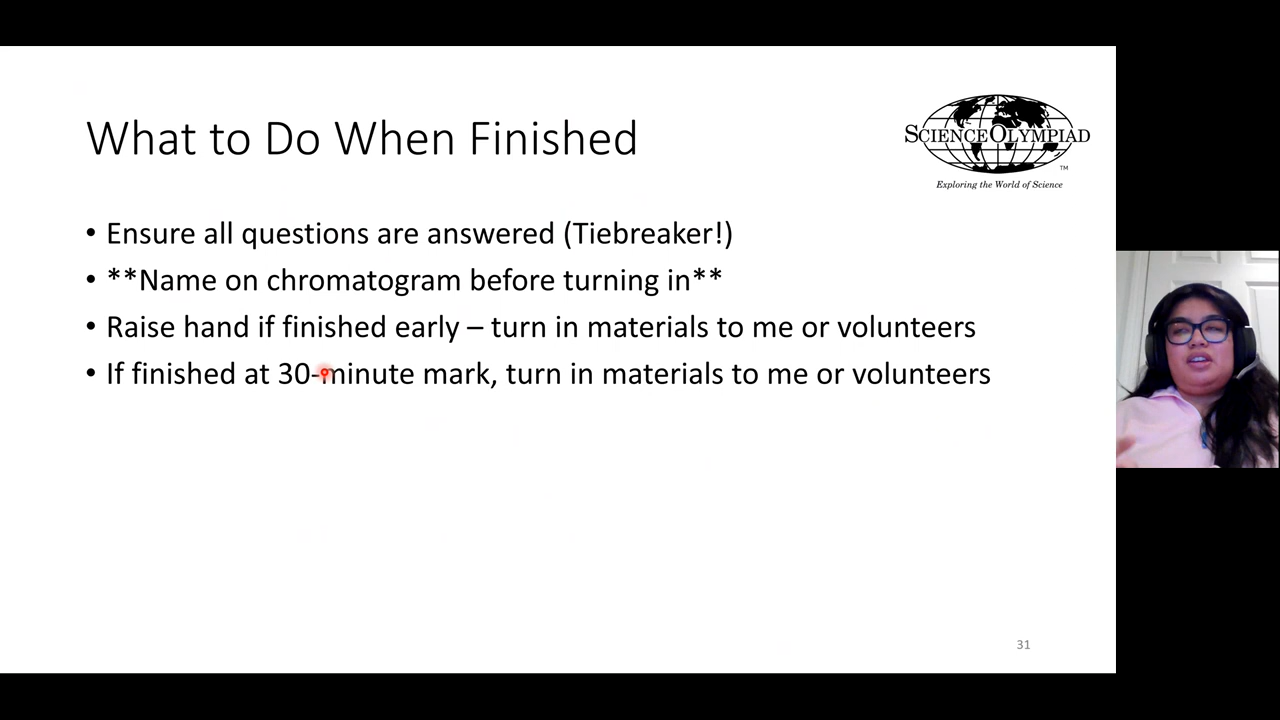 What to Do When Finished
SCIENCE OLYMPIAD
TM
Exploring the World of Science
• Ensure all questions are answered (Tiebreaker!)
• **Name on chromatogram before turning in**
• Raise hand if finished early – turn in materials to me or volunteers
• If finished at 30-minute mark, turn in materials to me or volunteers
31